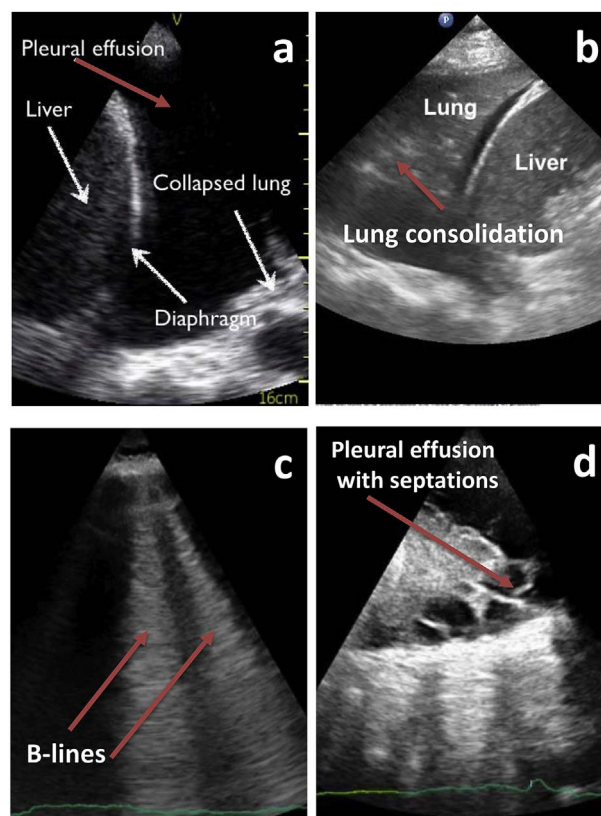 V
a
Pleural effusion
Liver
Collapsed lung
Diaphragm
16cm
P
b
Lung
Liver
Lung consolidation
c
B-lines
d
Pleural effusion
with septations